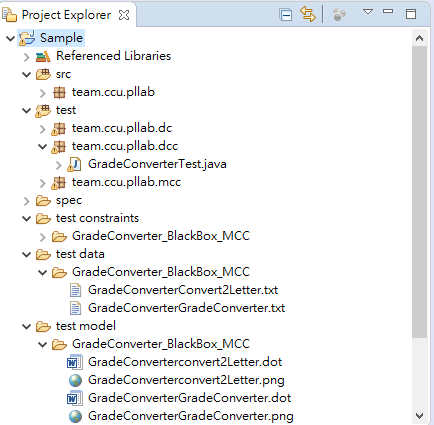 Project Explorer
Sample
Referenced Libraries
src
team.ccu.pllab
test
team.ccu.pllab.dc
team.ccu.pllab.dcc
GradeConverterTest.java
team.ccu.pllab.mcc
spec
test constraints
GradeConverter_BlackBox_MCC
test data
GradeConverter_BlackBox_MCC
GradeConverterConvert2Letter.txt
GradeConverterGradeConverter.txt
test model
GradeConverter_BlackBox_MCC
GradeConverterconvert2Letter.dot
GradeConverterconvert2Letter.png
GradeConverterGradeConverter.dot
GradeConverterGradeConverter.png